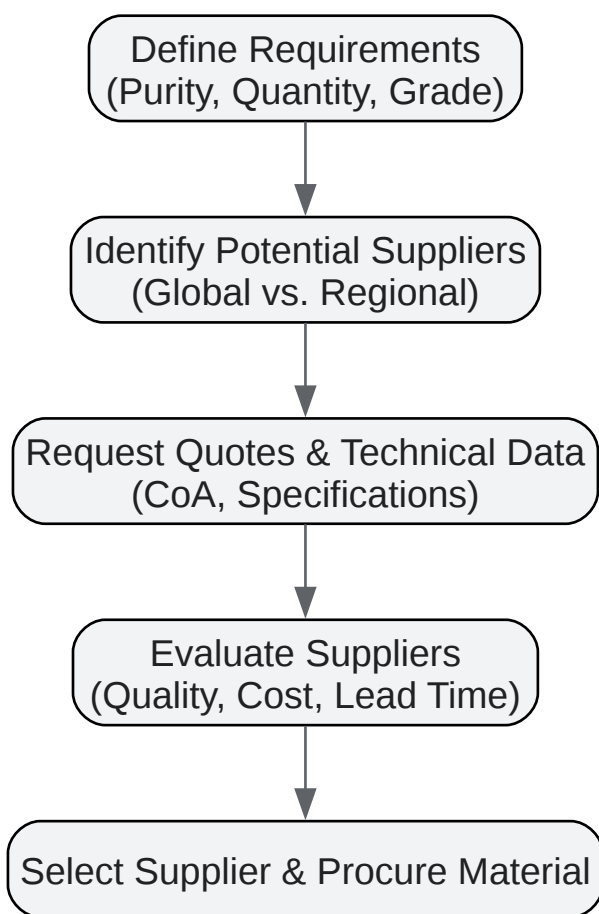 Define Requirements
(Purity, Quantity, Grade)
Identify Potential Suppliers
(Global vs. Regional)
Request Quotes & Technical Data
(CoA, Specifications)
Evaluate Suppliers
(Quality, Cost, Lead Time)
Select Supplier & Procure Material